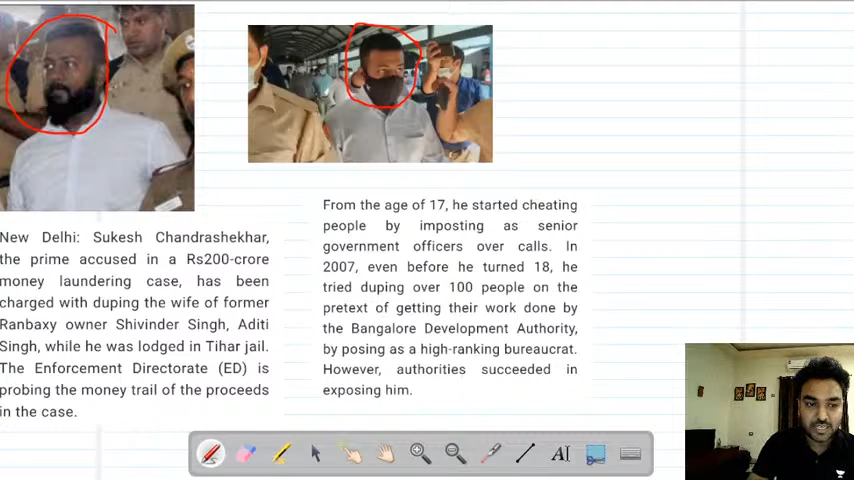 New Delhi: Sukesh Chandrashekhar,
the prime accused in a Rs200-crore
money laundering case, has been
charged with duping the wife of former
Ranbaxy owner Shivinder Singh, Aditi
Singh, while he was lodged in Tihar jail.
The Enforcement Directorate (ED) is
probing the money trail of the proceeds
in the case.
From the age of 17, he started cheating
people by imposting as senior
government officers over calls. In
2007, even before he turned 18, he
tried duping over 100 people on the
pretext of getting their work done by
the Bangalore Development Authority,
by posing as a high-ranking bureaucrat.
However, authorities succeeded in
exposing him.
AI